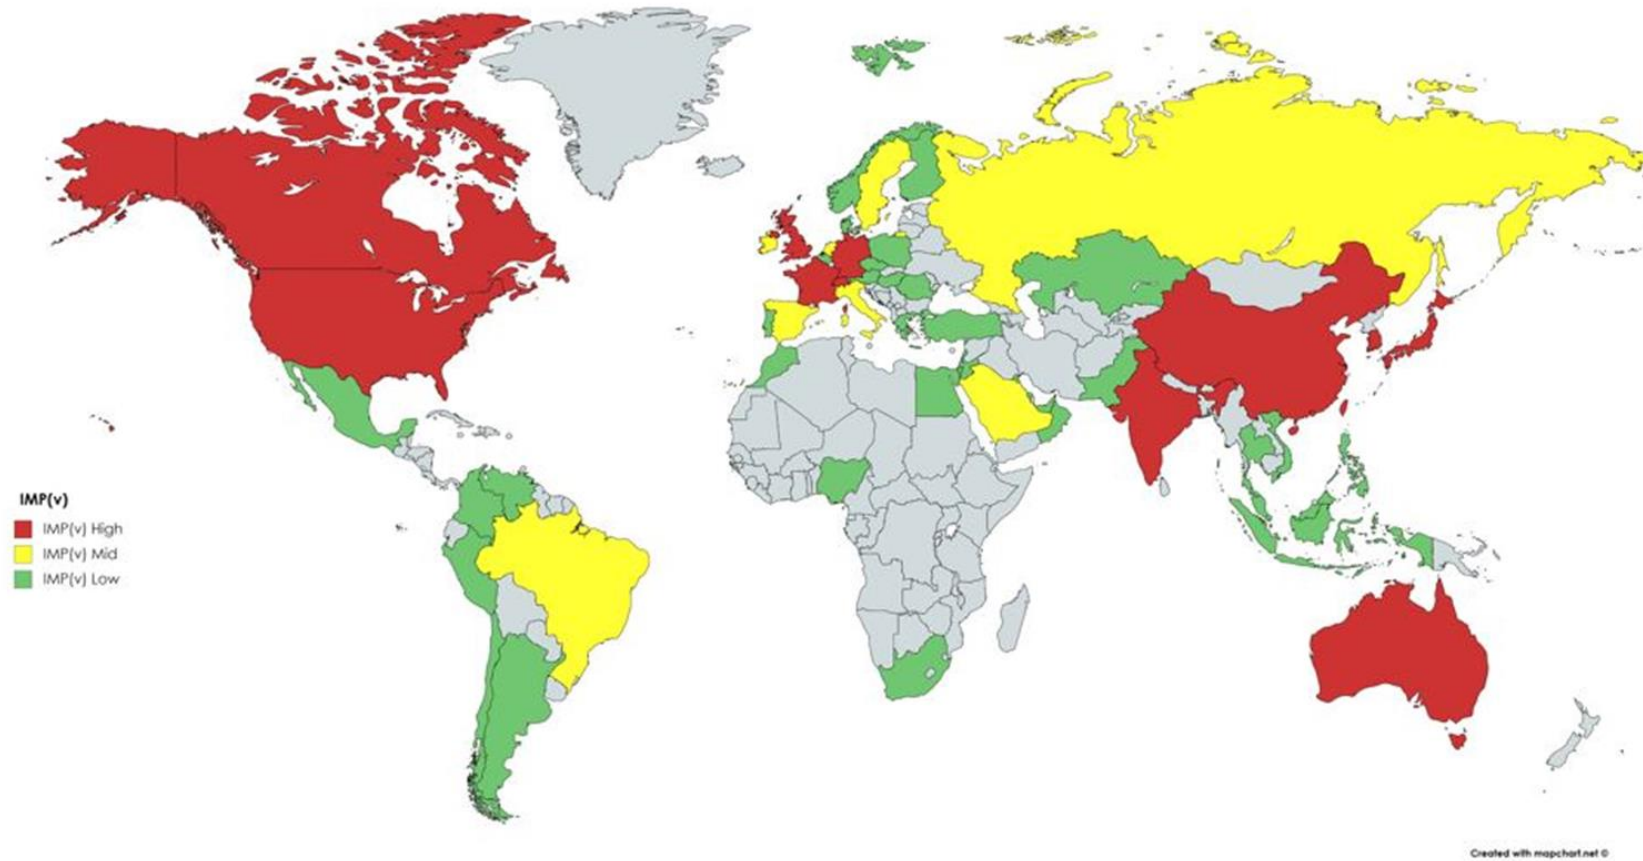 IMP(v)
IMP(v) High
IMP(v) Mid
IMP(v) Low
Created with mapchart.net ©